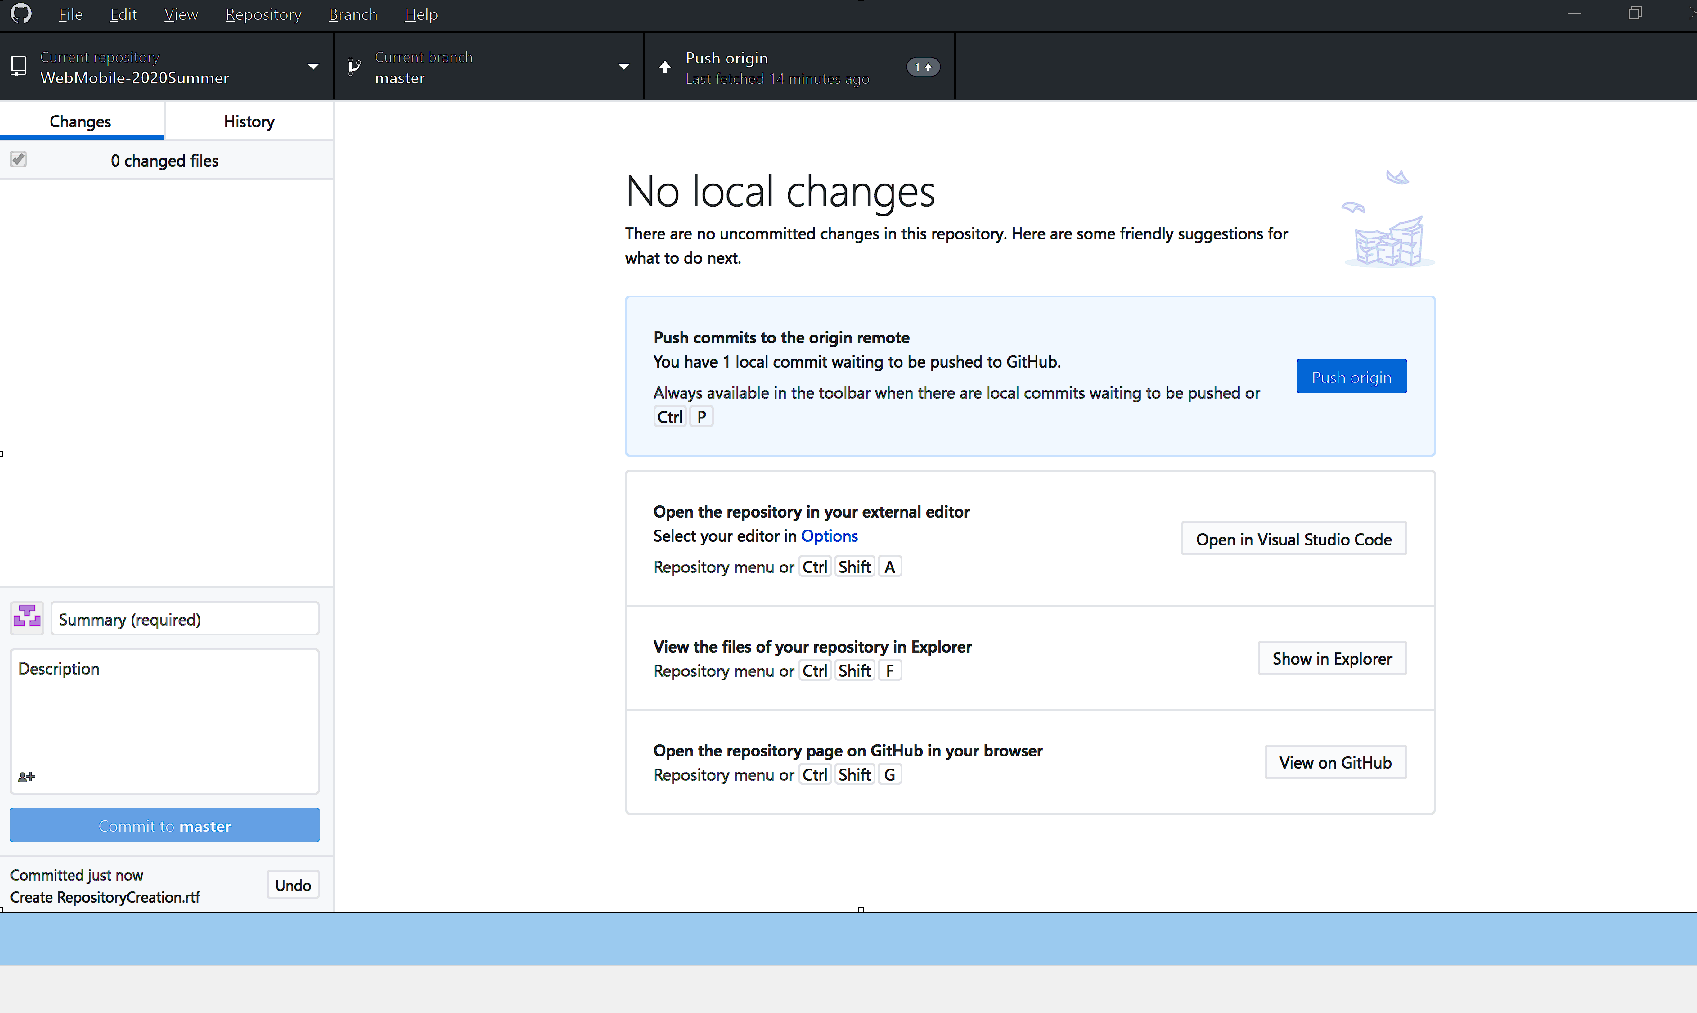 File Edit View Repository Branch Help
Current repository
WebMobile-2020Summer
Current branch
master
Push origin
Last fetched 14 minutes ago
1
Changes
History
0 changed files
No local changes
There are no uncommitted changes in this repository. Here are some friendly suggestions for
what to do next.
Push commits to the origin remote
You have 1 local commit waiting to be pushed to GitHub.
Always available in the toolbar when there are local commits waiting to be pushed or
Ctrl P
Push origin
Open the repository in your external editor
Select your editor in Options
Repository menu or Ctrl Shift A
Open in Visual Studio Code
View the files of your repository in Explorer
Repository menu or Ctrl Shift F
Show in Explorer
Open the repository page on GitHub in your browser
Repository menu or Ctrl Shift G
View on GitHub
Summary (required)
Description
Commit to master
Committed just now
Create RepositoryCreation.rtf
Undo